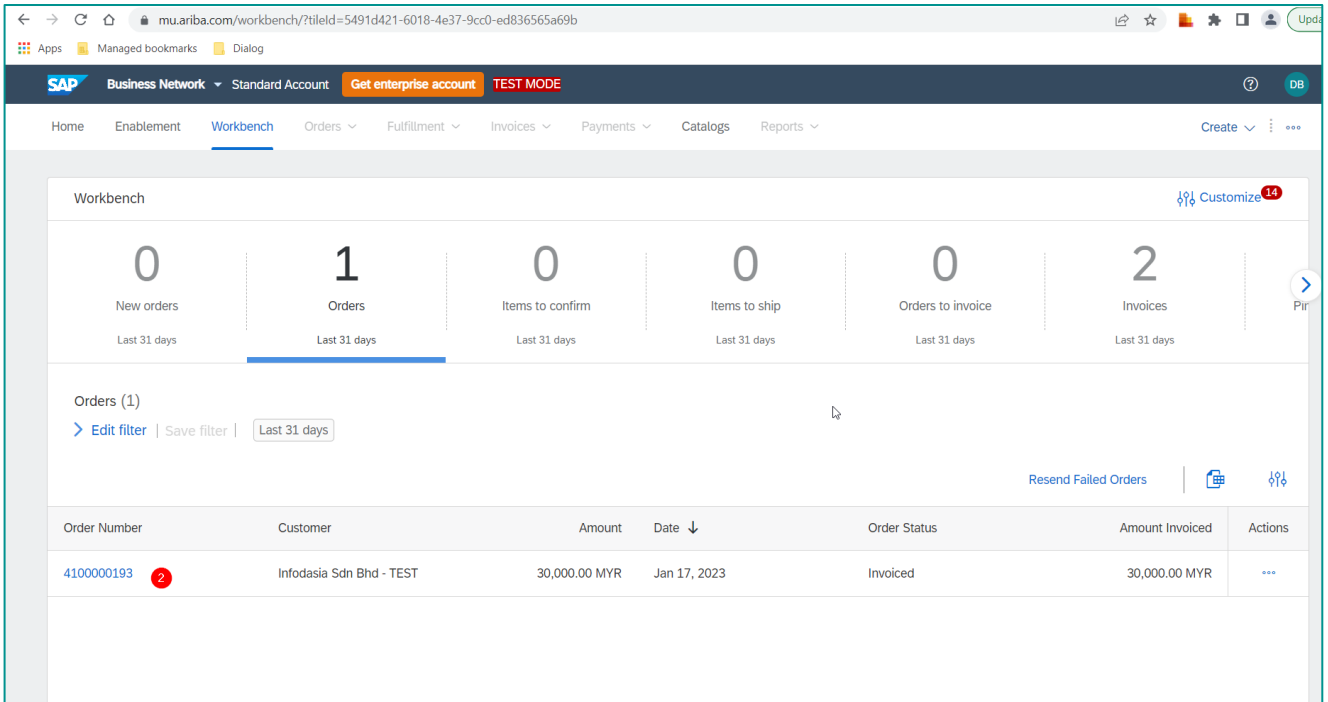 mu.ariba.com/workbench/?tileId=5491d421-6018-4e37-9cc0-ed836565a69b
Apps Managed bookmarks Dialog
SAP Business Network Standard Account Get enterprise account TEST MODE DB
Home Enablement Workbench Orders Fulfillment Invoices Payments Catalogs Reports Create
Workbench Customize 14
0 1 0 0 0 2
New orders Orders Items to confirm Items to ship Orders to invoice Invoices
Last 31 days Last 31 days Last 31 days Last 31 days Last 31 days Last 31 days
Orders (1)
Edit filter | Save filter | Last 31 days
Resend Failed Orders
Order Number Customer Amount Date Order Status Amount Invoiced Actions
4100000193 2 Infodasia Sdn Bhd - TEST 30,000.00 MYR Jan 17, 2023 Invoiced 30,000.00 MYR